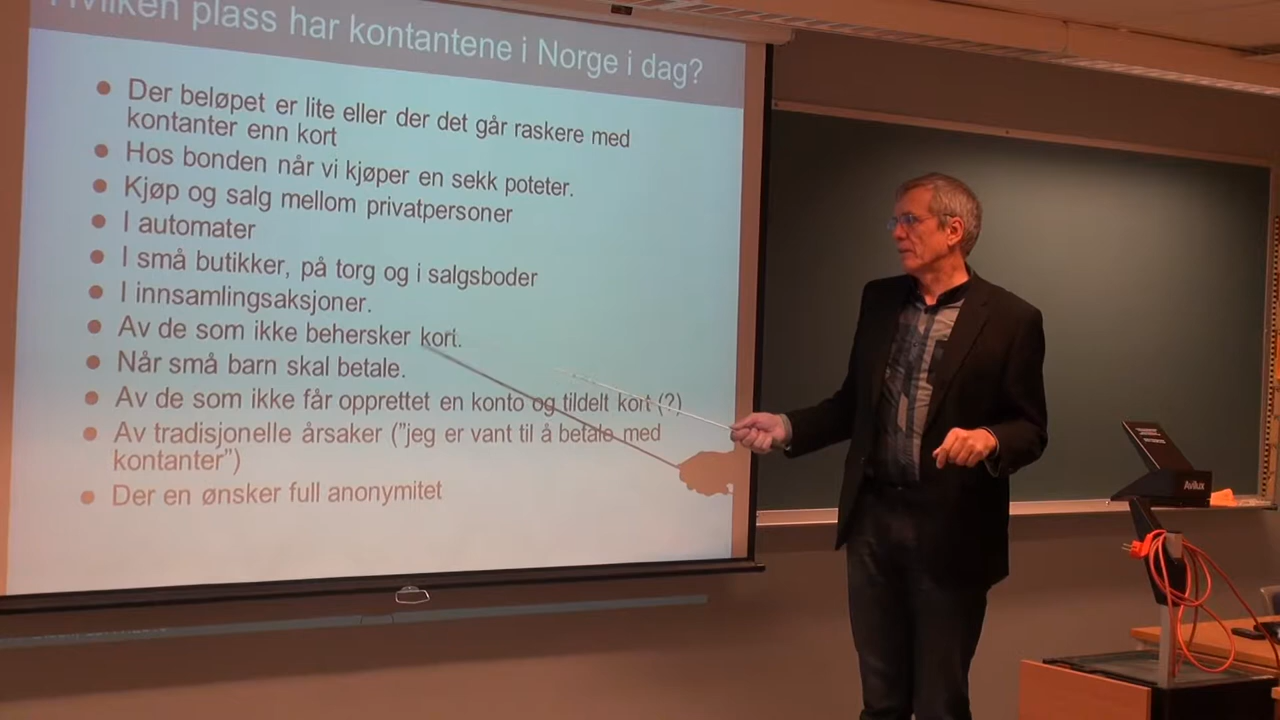 Hvilken plass har kontantene i Norge i dag?
Der beløpet er lite eller der det går raskere med
kontanter enn kort
Hos bonden når vi kjøper en sekk poteter.
Kjøp og salg mellom privatpersoner
I automater
I små butikker, på torg og i salgsboder
I innsamlingsaksjoner.
Av de som ikke behersker kort.
Når små barn skal betale.
Av de som ikke får opprettet en konto og tildelt kort (?)
Av tradisjonelle årsaker ("jeg er vant til å betale med
kontanter")
Der en ønsker full anonymitet
Avilux